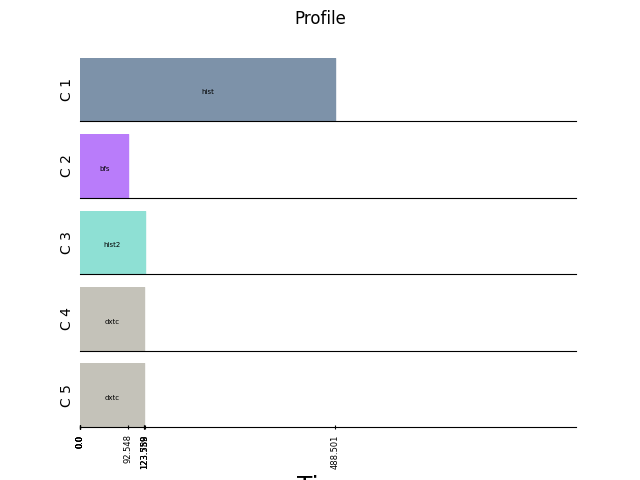 Profile
C 1
hist
C 2
bfs
C 3
hist2
C 4
dxtc
C 5
dxtc
0.0
92.548
488.501